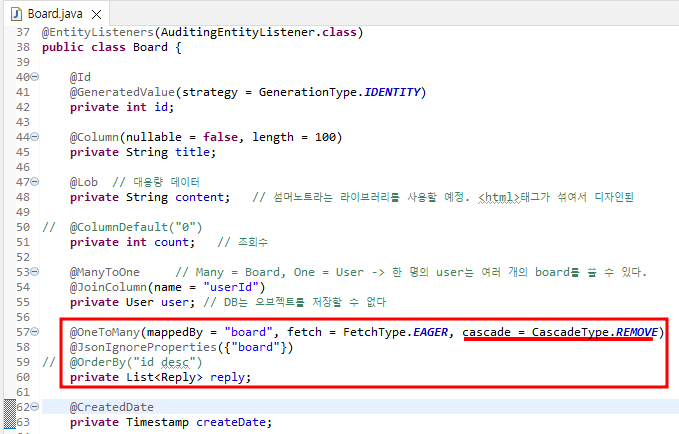 Board.java
37 @EntityListeners(AuditingEntityListener.class)
38 public class Board {
39
40 @Id
41 @GeneratedValue(strategy = GenerationType.IDENTITY)
42 private int id;
43
44 @Column(nullable = false, length = 100)
45 private String title;
46
47 @Lob // 대용량 데이터
48 private String content; // 섬머노트라는 라이브러리를 사용할 예정. <html>태그가 섞여서 디자인된
49
50 // @ColumnDefault("0")
51 private int count; // 조회수
52
53 @ManyToOne // Many = Board, One = User -> 한 명의 user는 여러 개의 board를 쓸 수 있다.
54 @JoinColumn(name = "userId")
55 private User user; // DB는 오브젝트를 저장할 수 없다
56
57 @OneToMany(mappedBy = "board", fetch = FetchType.EAGER, cascade = CascadeType.REMOVE)
58 @JsonIgnoreProperties({"board"})
59 // @OrderBy("id desc")
60 private List<Reply> reply;
61
62 @CreatedDate
63 private Timestamp createDate;